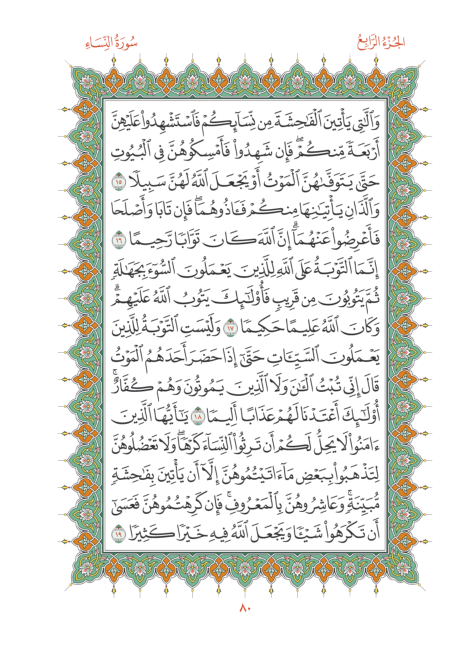 الجُزْءُ الرَّابِعُ
سُورَةُ النِّسَاءِ
وَٱلَّٰتِي يَأۡتِينَ ٱلۡفَٰحِشَةَ مِن نِّسَآئِكُمۡ فَٱسۡتَشۡهِدُواْ عَلَيۡهِنَّ
أَرۡبَعَةٗ مِّنكُمۡۖ فَإِن شَهِدُواْ فَأَمۡسِكُوهُنَّ فِي ٱلۡبُيُوتِ
حَتَّىٰ يَتَوَفَّىٰهُنَّ ٱلۡمَوۡتُ أَوۡ يَجۡعَلَ ٱللَّهُ لَهُنَّ سَبِيلٗا ١٥
وَٱلَّذَانِ يَأۡتِيَٰنِهَا مِنكُمۡ فَـَٔاذُوهُمَاۖ فَإِن تَابَا وَأَصۡلَحَا
فَأَعۡرِضُواْ عَنۡهُمَآۗ إِنَّ ٱللَّهَ كَانَ تَوَّابٗا رَّحِيمًا ١٦
إِنَّمَا ٱلتَّوۡبَةُ عَلَى ٱللَّهِ لِلَّذِينَ يَعۡمَلُونَ ٱلسُّوٓءَ بِجَهَٰلَةٖ
ثُمَّ يَتُوبُونَ مِن قَرِيبٖ فَأُوْلَٰٓئِكَ يَتُوبُ ٱللَّهُ عَلَيۡهِمۡۗ
وَكَانَ ٱللَّهُ عَلِيمًا حَكِيمٗا ١٧ وَلَيۡسَتِ ٱلتَّوۡبَةُ لِلَّذِينَ
يَعۡمَلُونَ ٱلسَّيِّـَٔاتِ حَتَّىٰٓ إِذَا حَضَرَ أَحَدَهُمُ ٱلۡمَوۡتُ
قَالَ إِنِّي تُبۡتُ ٱلۡـَٰٔنَ وَلَا ٱلَّذِينَ يَمُوتُونَ وَهُمۡ كُفَّارٌۚ
أُوْلَٰٓئِكَ أَعۡتَدۡنَا لَهُمۡ عَذَابًا أَلِيمٗا ١٨ يَٰٓأَيُّهَا ٱلَّذِينَ
ءَامَنُواْ لَا يَحِلُّ لَكُمۡ أَن تَرِثُواْ ٱلنِّسَآءَ كَرۡهٗاۖ وَلَا تَعۡضُلُوهُنَّ
لِتَذۡهَبُواْ بِبَعۡضِ مَآ ءَاتَيۡتُمُوهُنَّ إِلَّآ أَن يَأۡتِينَ بِفَٰحِشَةٖ
مُّبَيِّنَةٖۚ وَعَاشِرُوهُنَّ بِٱلۡمَعۡرُوفِۚ فَإِن كَرِهۡتُمُوهُنَّ فَعَسَىٰٓ
أَن تَكۡرَهُواْ شَيۡـٔٗا وَيَجۡعَلَ ٱللَّهُ فِيهِ خَيۡرٗا كَثِيرٗا ١٩
٨٠